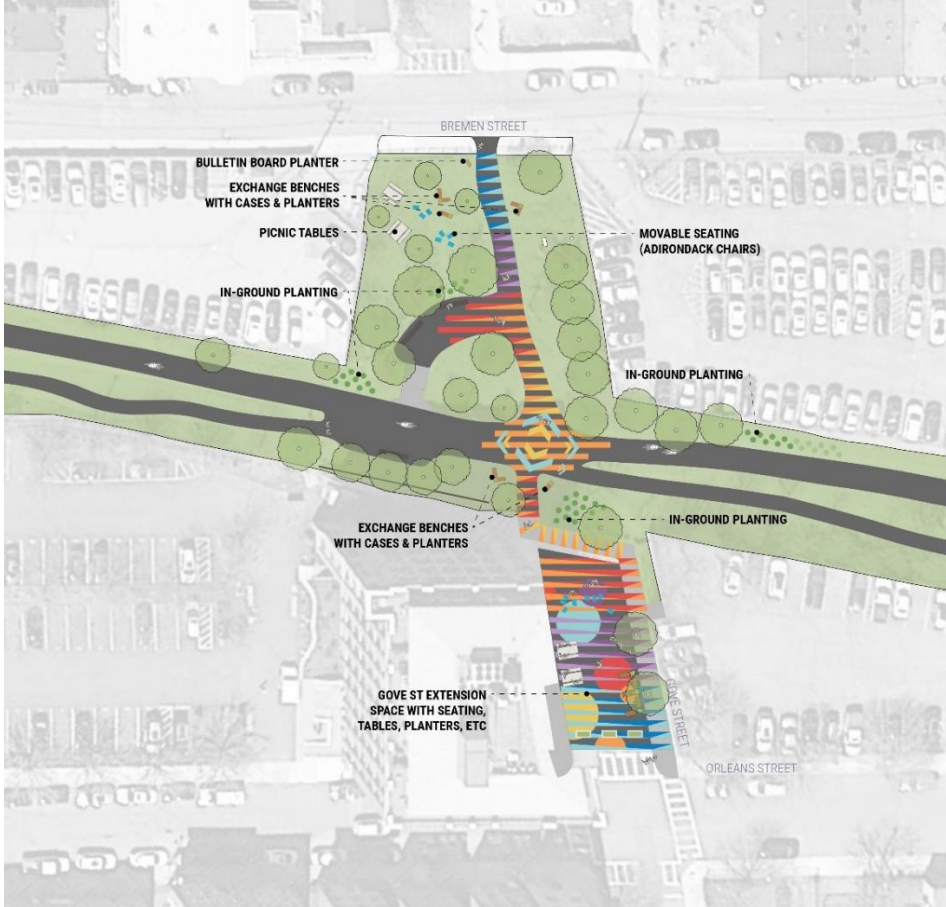 BREMEN STREET
BULLETIN BOARD PLANTER
EXCHANGE BENCHES
WITH CASES & PLANTERS
PICNIC TABLES
MOVABLE SEATING
(ADIRONDACK CHAIRS)
IN-GROUND PLANTING
IN-GROUND PLANTING
EXCHANGE BENCHES
WITH CASES & PLANTERS
IN-GROUND PLANTING
GOVE ST EXTENSION
SPACE WITH SEATING,
TABLES, PLANTERS, ETC
GOVE STREET
ORLEANS STREET